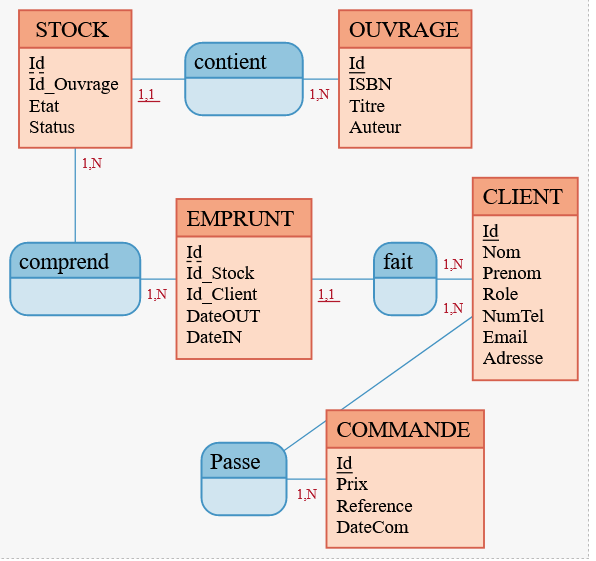 STOCK
Id
Id_Ouvrage
Etat
Status
1,1
contient
1,N
OUVRAGE
Id
ISBN
Titre
Auteur
1,N
comprend
1,N
EMPRUNT
Id
Id_Stock
Id_Client
DateOUT
DateIN
1,1
fait
1,N
1,N
CLIENT
Id
Nom
Prenom
Role
NumTel
Email
Adresse
Passe
1,N
COMMANDE
Id
Prix
Reference
DateCom